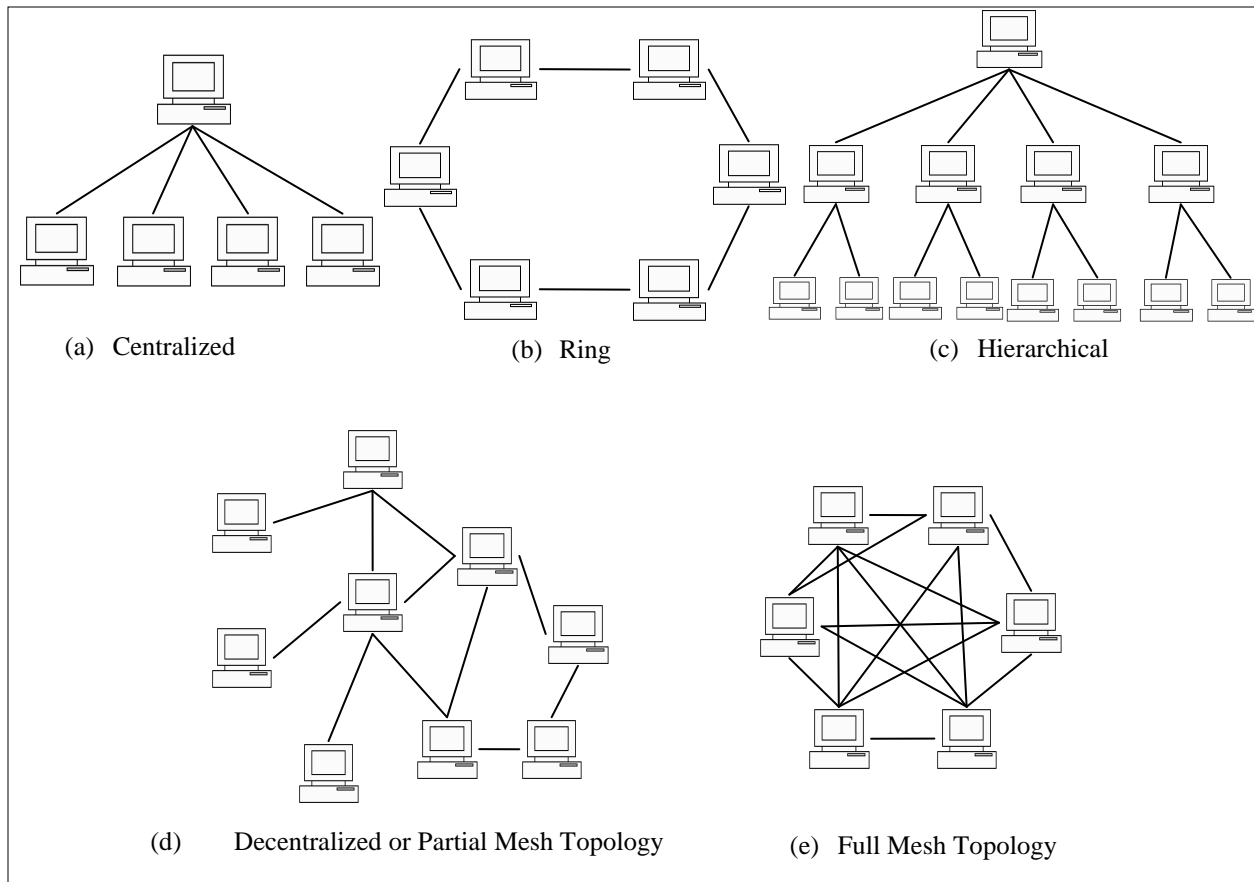 (a) Centralized
(b) Ring
(c) Hierarchical
(d) Decentralized or Partial Mesh Topology
(e) Full Mesh Topology